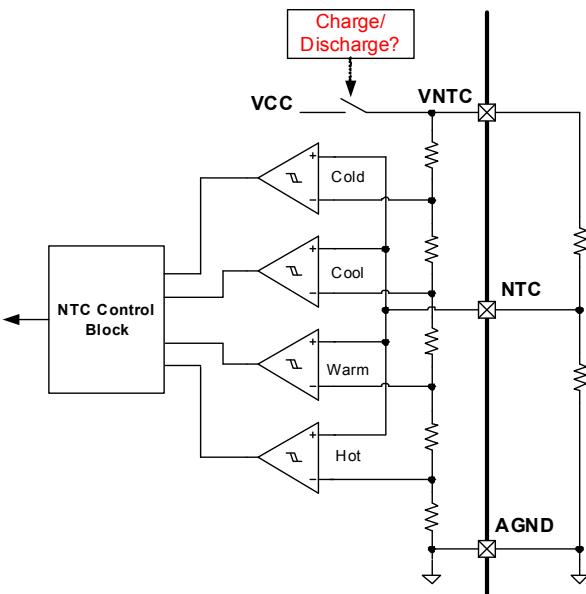 Charge/
Discharge?
VCC
VNTC
+
Cold
−
+
Cool
−
NTC
NTC Control
Block
+
Warm
−
+
Hot
−
AGND